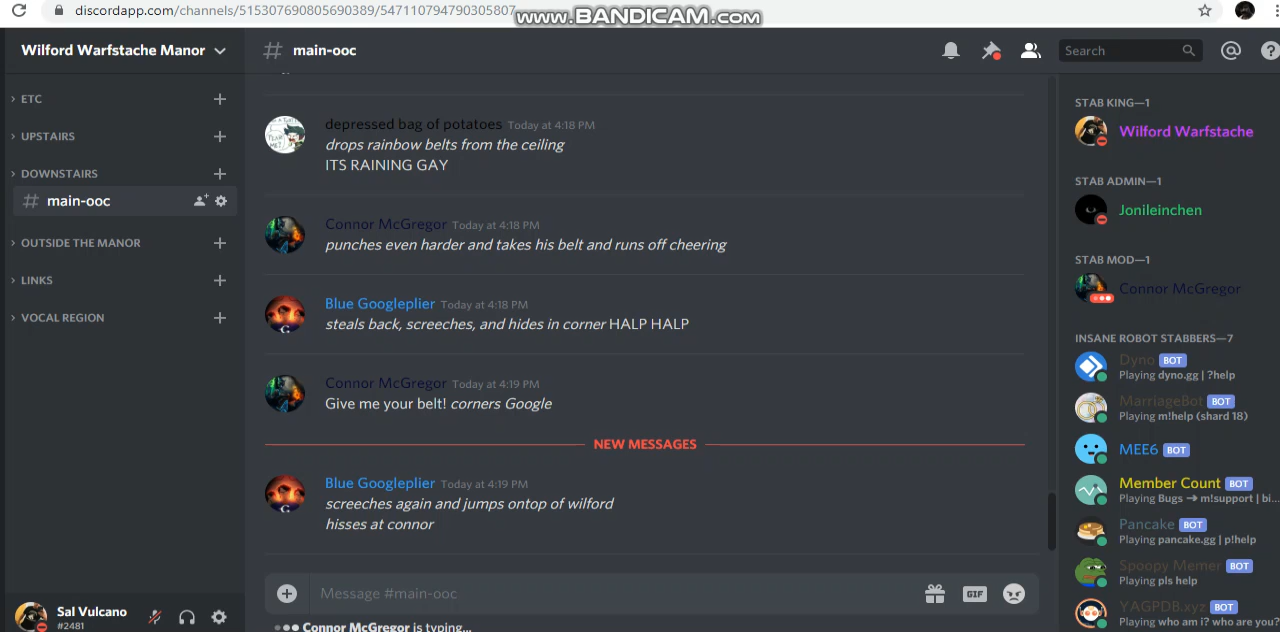 discordapp.com/channels/515307690805690389/547110794790305807
www.BANDICAM.com
Wilford Warfstache Manor
# main-ooc
Search
ETC
UPSTAIRS
DOWNSTAIRS
# main-ooc
OUTSIDE THE MANOR
LINKS
VOCAL REGION
Sal Vulcano
#2481
depressed bag of potatoes Today at 4:18 PM
drops rainbow belts from the ceiling
ITS RAINING GAY
Connor McGregor Today at 4:18 PM
punches even harder and takes his belt and runs off cheering
Blue Googleplier Today at 4:18 PM
steals back, screeches, and hides in corner HALP HALP
Connor McGregor Today at 4:19 PM
Give me your belt! corners Google
NEW MESSAGES
Blue Googleplier Today at 4:19 PM
screeches again and jumps ontop of wilford
hisses at connor
Message #main-ooc
GIF
Connor McGregor is typing...
STAB KING—1
Wilford Warfstache
STAB ADMIN—1
Jonileinchen
STAB MOD—1
Connor McGregor
INSANE ROBOT STABBERS—7
Dyno BOT
Playing dyno.gg | ?help
MarriageBot BOT
Playing m!help (shard 18)
MEE6 BOT
Member Count BOT
Playing Bugs ➔ m!support | bi...
Pancake BOT
Playing pancake.gg | p!help
Spoopy Memer BOT
Playing pls help
YAGPDB.xyz BOT
Playing who am i? who are you?